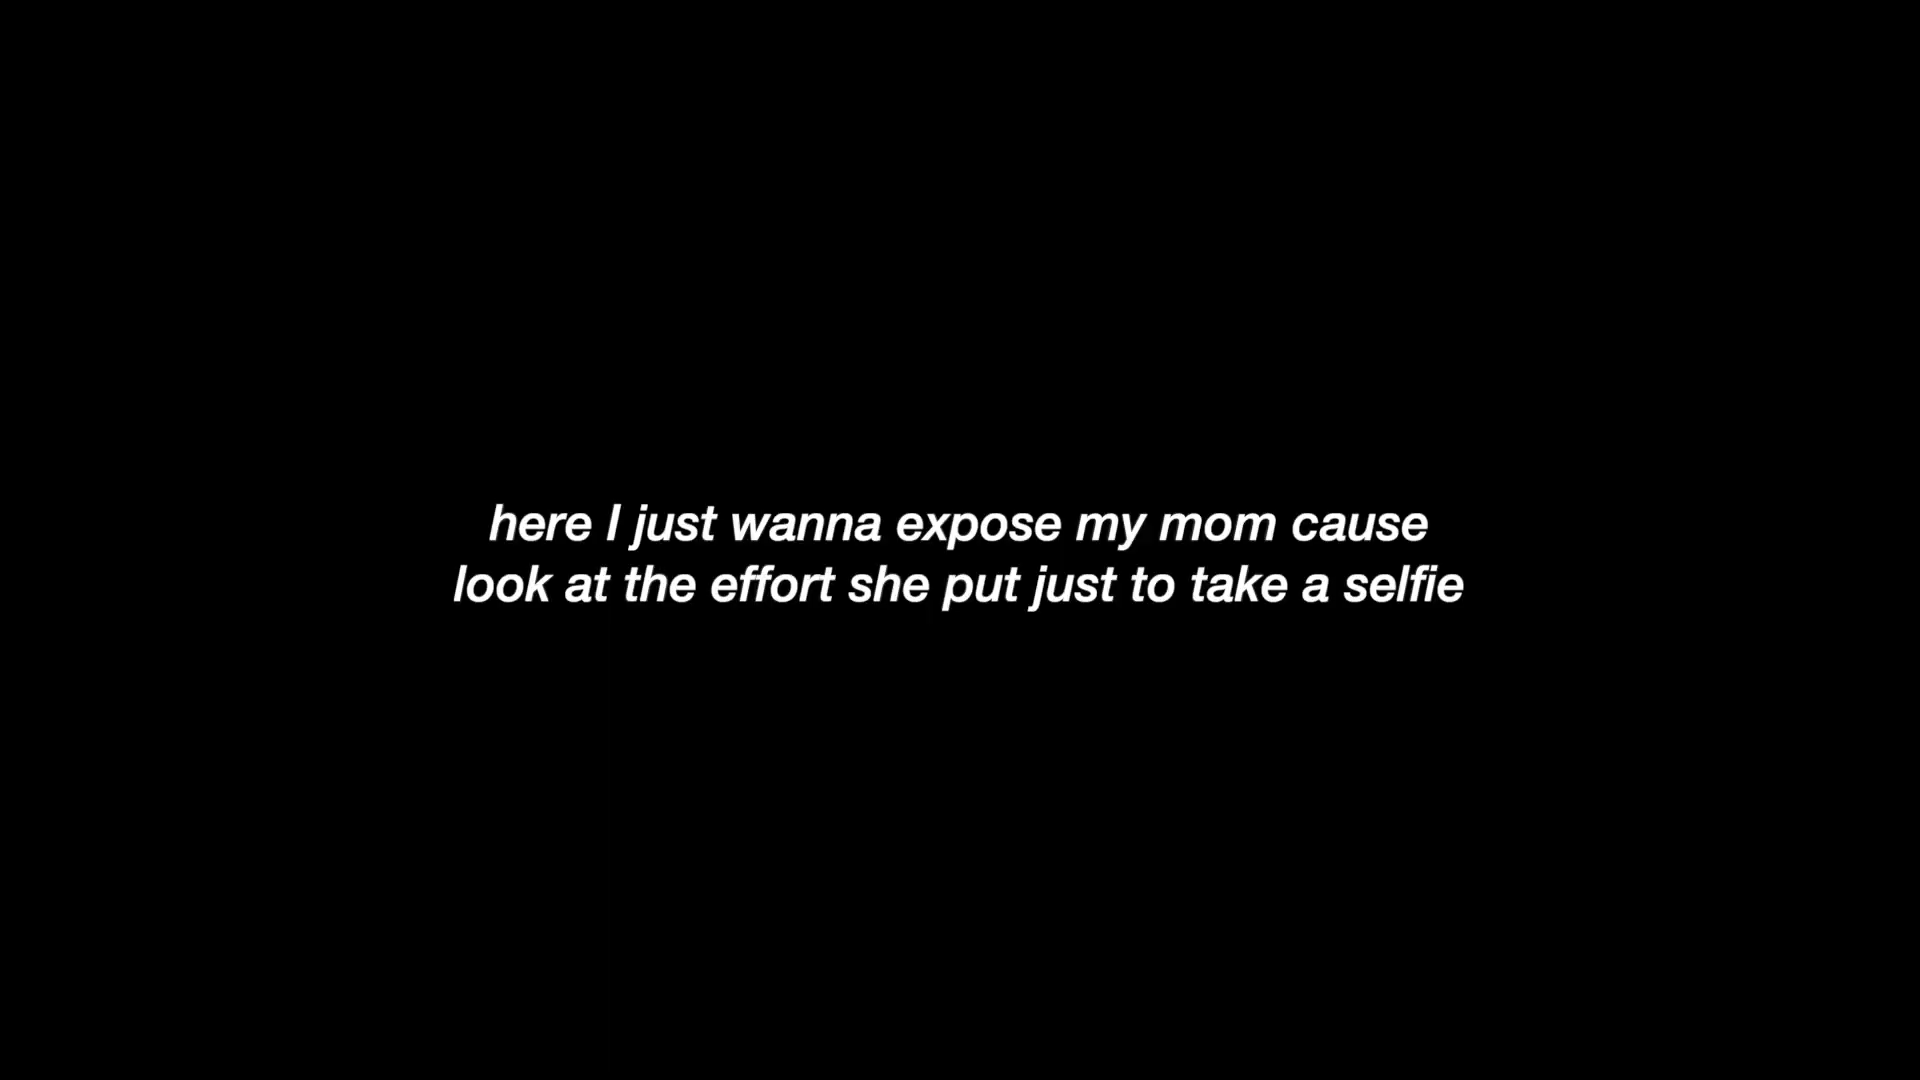 here I just wanna expose my mom cause
look at the effort she put just to take a selfie